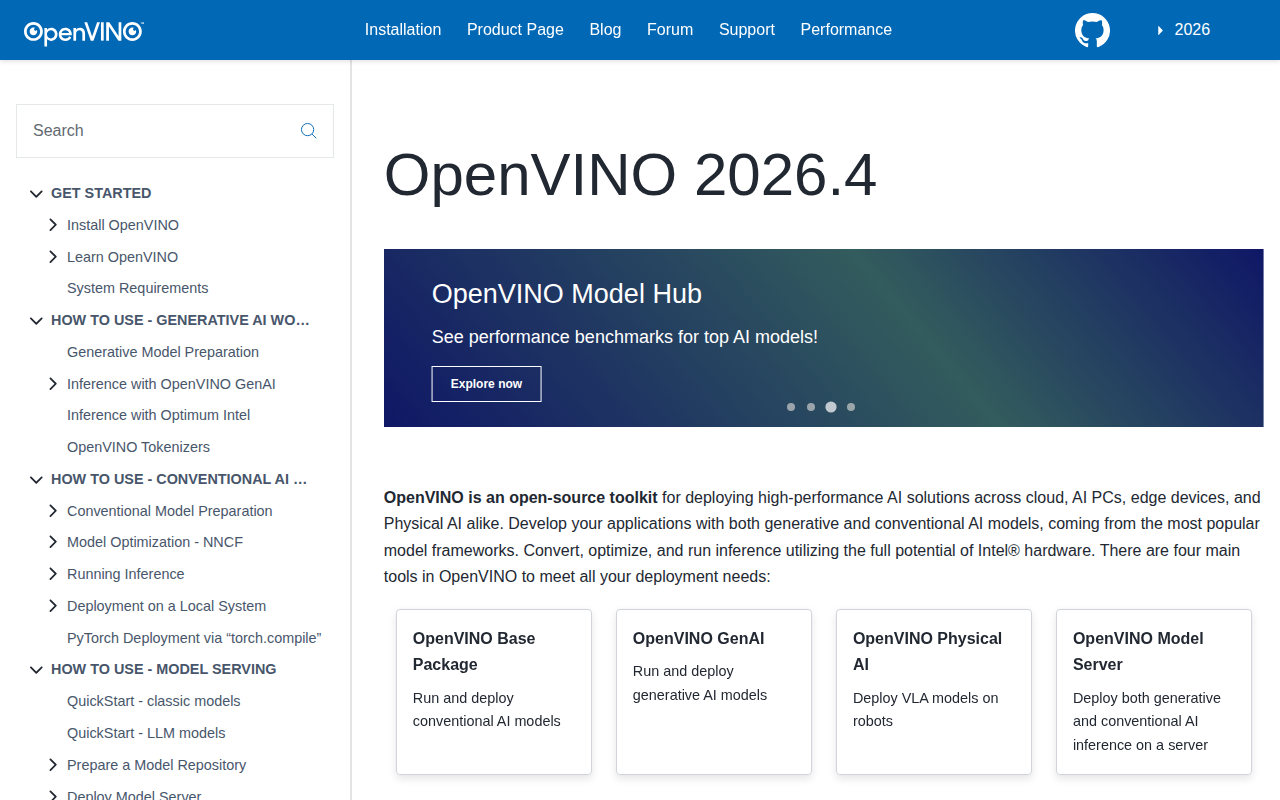 OpenVINO
Installation
Product Page
Blog
Forum
Support
Performance
2026
Search
GET STARTED
Install OpenVINO
Learn OpenVINO
System Requirements
HOW TO USE - GENERATIVE AI WO…
Generative Model Preparation
Inference with OpenVINO GenAI
Inference with Optimum Intel
OpenVINO Tokenizers
HOW TO USE - CONVENTIONAL AI …
Conventional Model Preparation
Model Optimization - NNCF
Running Inference
Deployment on a Local System
PyTorch Deployment via “torch.compile”
HOW TO USE - MODEL SERVING
QuickStart - classic models
QuickStart - LLM models
Prepare a Model Repository
Deploy Model Server
OpenVINO 2026.4
OpenVINO Model Hub
See performance benchmarks for top AI models!
Explore now
OpenVINO is an open-source toolkit for deploying high-performance AI solutions across cloud, AI PCs, edge devices, and
Physical AI alike. Develop your applications with both generative and conventional AI models, coming from the most popular
model frameworks. Convert, optimize, and run inference utilizing the full potential of Intel® hardware. There are four main
tools in OpenVINO to meet all your deployment needs:
OpenVINO Base
Package
Run and deploy
conventional AI models
OpenVINO GenAI
Run and deploy
generative AI models
OpenVINO Physical
AI
Deploy VLA models on
robots
OpenVINO Model
Server
Deploy both generative
and conventional AI
inference on a server